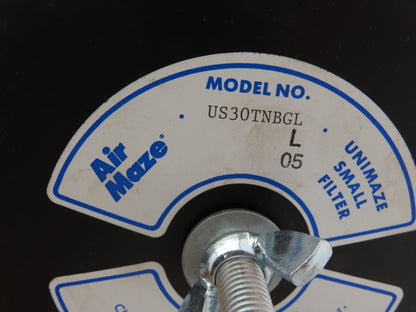 MODEL NO.
US30TNBGL
L
05
Air
Maze®
UNIMAZE
SMALL
FILTER